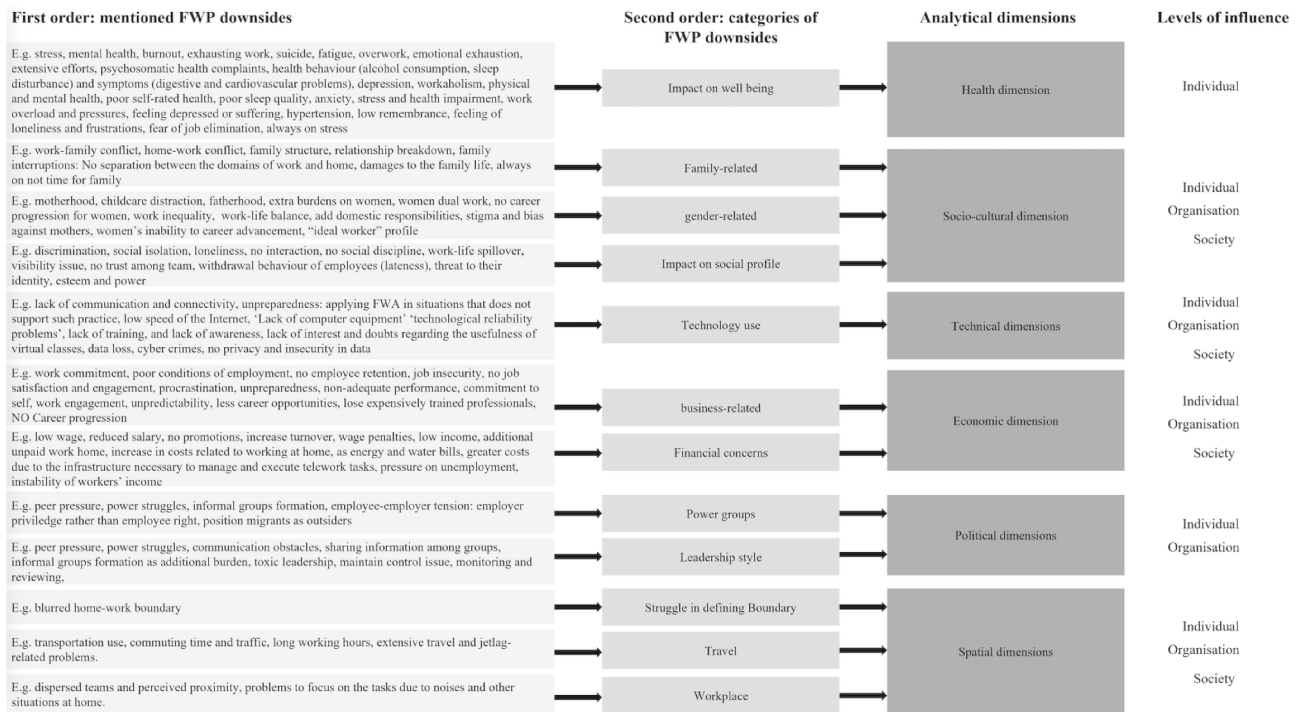 First order: mentioned FWP downsides
Second order: categories of
FWP downsides
Analytical dimensions
Levels of influence
E.g. stress, mental health, burnout, exhausting work, suicide, fatigue, overwork, emotional exhaustion,
extensive efforts, psychosomatic health complaints, health behaviour (alcohol consumption, sleep
disturbance) and symptoms (digestive and cardiovascular problems), depression, workaholism, physical
and mental health, poor self-rated health, poor sleep quality, anxiety, stress and health impairment, work
overload and pressures, feeling depressed or suffering, hypertension, low remembrance, feeling of
loneliness and frustrations, fear of job elimination, always on stress
Impact on well being
Health dimension
Individual
E.g. work-family conflict, home-work conflict, family structure, relationship breakdown, family
interruptions: No separation between the domains of work and home, damages to the family life, always
on not time for family
Family-related
E.g. motherhood, childcare distraction, fatherhood, extra burdens on women, women dual work, no career
progression for women, work inequality, work-life balance, add domestic responsibilities, stigma and bias
against mothers, women's inability to career advancement, "ideal worker" profile
gender-related
E.g. discrimination, social isolation, loneliness, no interaction, no social discipline, work-life spillover,
visibility issue, no trust among team, withdrawal behaviour of employees (lateness), threat to their
identity, esteem and power
Impact on social profile
Socio-cultural dimension
Individual
Organisation
Society
E.g. lack of communication and connectivity, unpreparedness: applying FWA in situations that does not
support such practice, low speed of the Internet, 'Lack of computer equipment' 'technological reliability
problems', lack of training, and lack of awareness, lack of interest and doubts regarding the usefulness of
virtual classes, data loss, cyber crimes, no privacy and insecurity in data
Technology use
Technical dimensions
Individual
Organisation
Society
E.g. work commitment, poor conditions of employment, no employee retention, job insecurity, no job
satisfaction and engagement, procrastination, unpreparedness, non-adequate performance, commitment to
self, work engagement, unpredictability, less career opportunities, lose expensively trained professionals,
NO Career progression
business-related
E.g. low wage, reduced salary, no promotions, increase turnover, wage penalties, low income, additional
unpaid work home, increase in costs related to working at home, as energy and water bills, greater costs
due to the infrastructure necessary to manage and execute telework tasks, pressure on unemployment,
instability of workers' income
Financial concerns
Economic dimension
Individual
Organisation
Society
E.g. peer pressure, power struggles, informal groups formation, employee-employer tension: employer
priviledge rather than employee right, position migrants as outsiders
Power groups
E.g. peer pressure, power struggles, communication obstacles, sharing information among groups,
informal groups formation as additional burden, toxic leadership, maintain control issue, monitoring and
reviewing,
Leadership style
Political dimensions
Individual
Organisation
E.g. blurred home-work boundary
Struggle in defining Boundary
E.g. transportation use, commuting time and traffic, long working hours, extensive travel and jetlag-
related problems.
Travel
E.g. dispersed teams and perceived proximity, problems to focus on the tasks due to noises and other
situations at home.
Workplace
Spatial dimensions
Individual
Organisation
Society